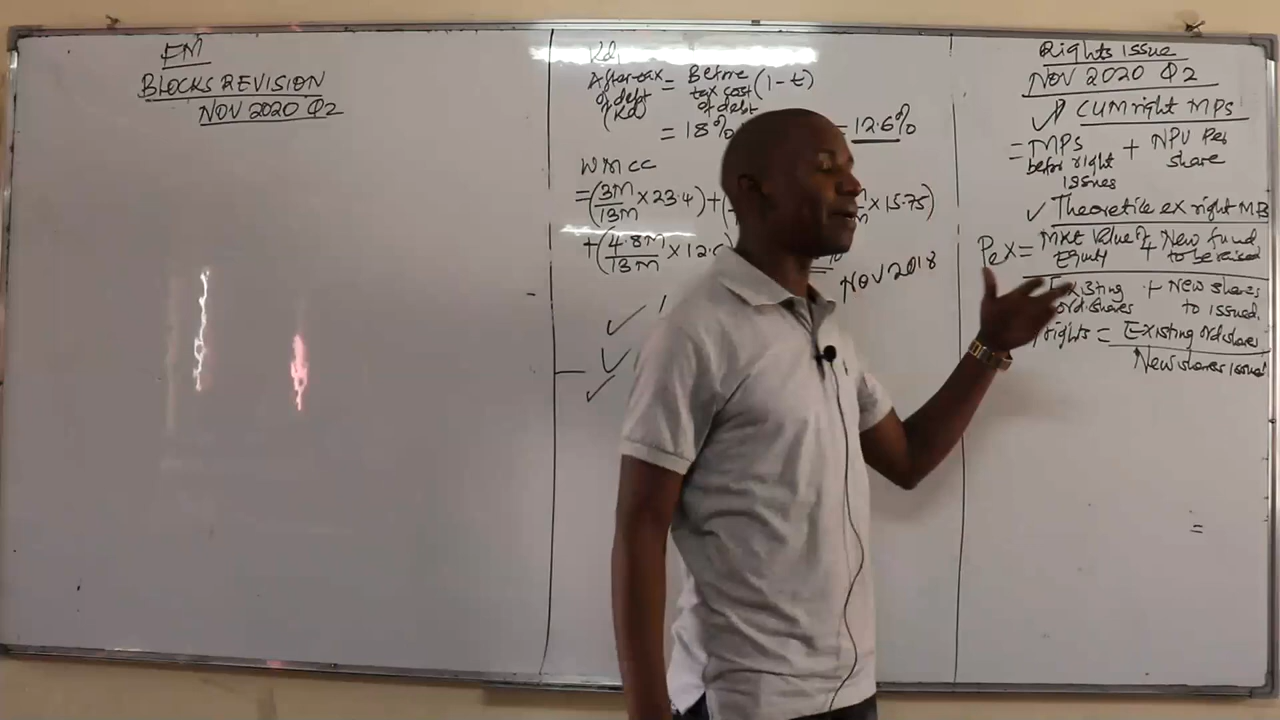 FM
BLOCKS REVISION
NOV 2020 Q2
Kd
After tax = Before (1-t)
of debt tax cost
(Kd) of debt
= 18% = 12.6%
WMCC
= (3M/13M × 23.4) + ( × 15.75)
+ (4.8M/13M × 12.
NOV 2018
Rights Issue
NOV 2020 Q2
CUM right MPS
= MPS + NPV Per
before right share
Issues
Theoretile ex right MB
Pex = Mkt Value of + New fund
Equity to be raised
Existing + New shares
ord shares to issued.
rights = Existing ord shares
New shares issued
=